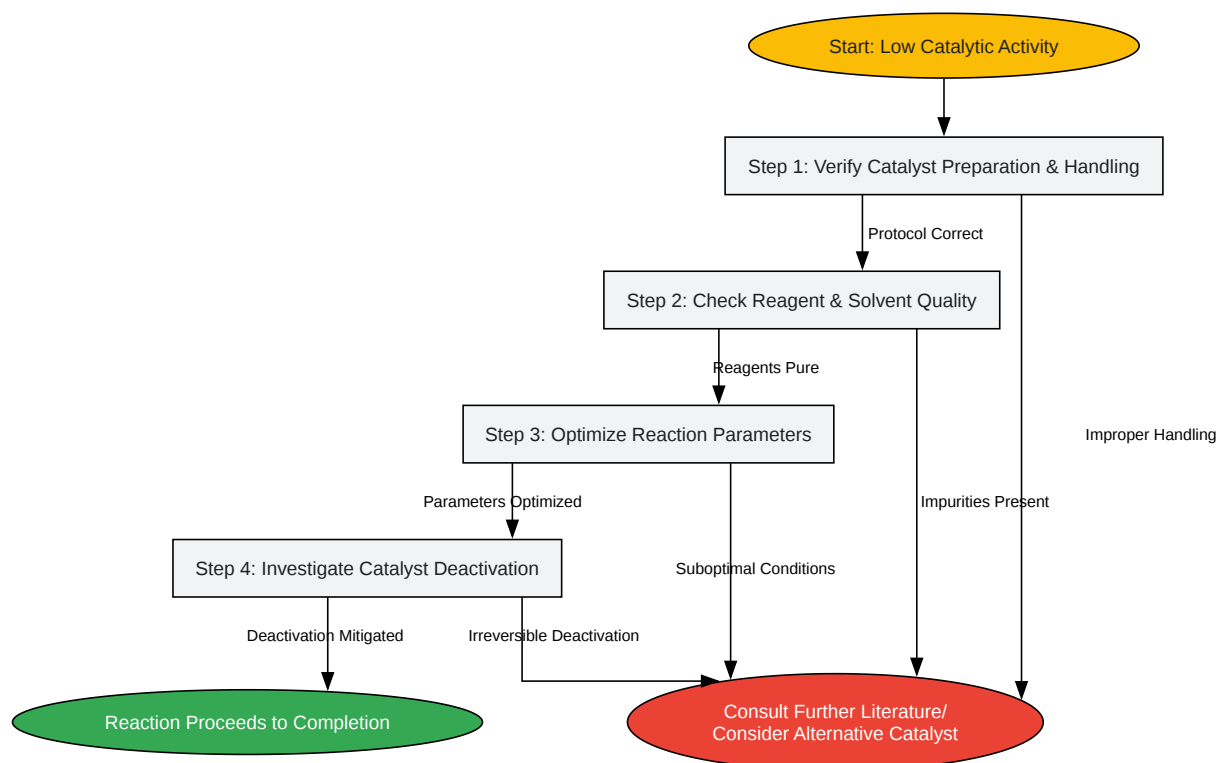 Start: Low Catalytic Activity
Step 1: Verify Catalyst Preparation & Handling
Protocol Correct
Step 2: Check Reagent & Solvent Quality
Reagents Pure
Step 3: Optimize Reaction Parameters
Improper Handling
Parameters Optimized
Impurities Present
Step 4: Investigate Catalyst Deactivation
Suboptimal Conditions
Deactivation Mitigated
Irreversible Deactivation
Reaction Proceeds to Completion
Consult Further Literature/
Consider Alternative Catalyst